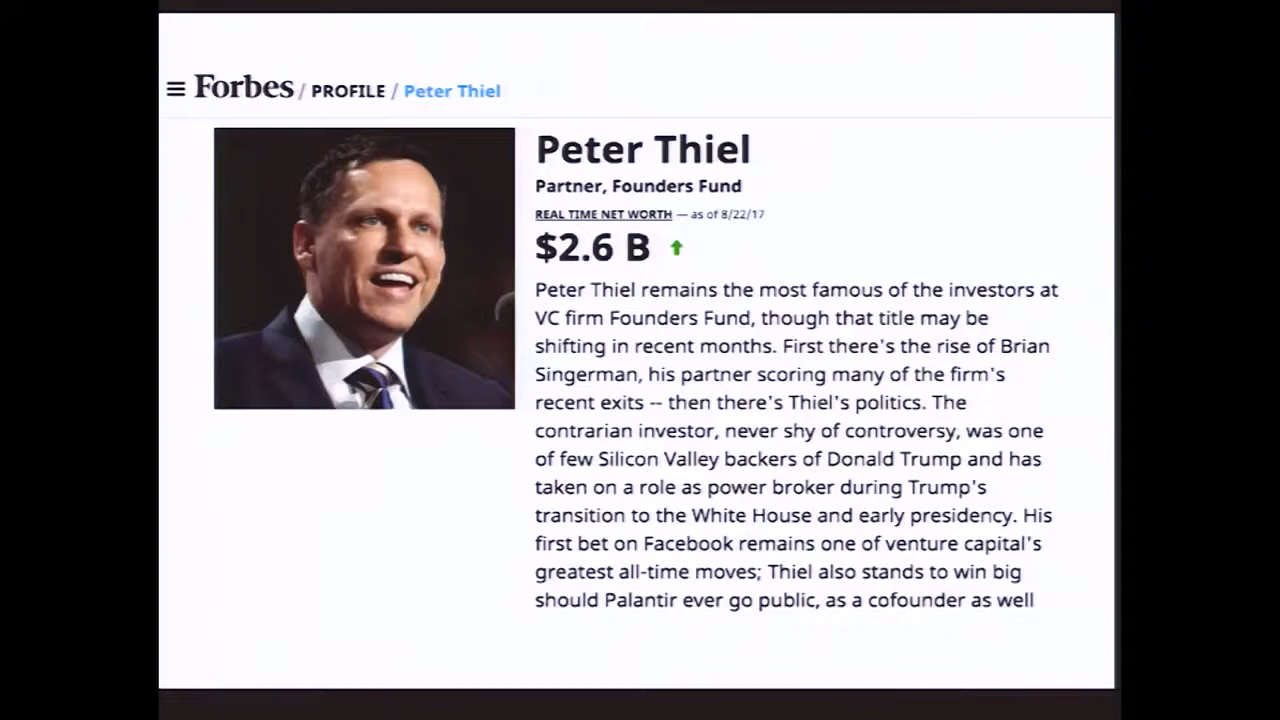 Forbes / PROFILE / Peter Thiel
Peter Thiel
Partner, Founders Fund
REAL TIME NET WORTH — as of 8/22/17
$2.6 B
Peter Thiel remains the most famous of the investors at
VC firm Founders Fund, though that title may be
shifting in recent months. First there's the rise of Brian
Singerman, his partner scoring many of the firm's
recent exits -- then there's Thiel's politics. The
contrarian investor, never shy of controversy, was one
of few Silicon Valley backers of Donald Trump and has
taken on a role as power broker during Trump's
transition to the White House and early presidency. His
first bet on Facebook remains one of venture capital's
greatest all-time moves; Thiel also stands to win big
should Palantir ever go public, as a cofounder as well